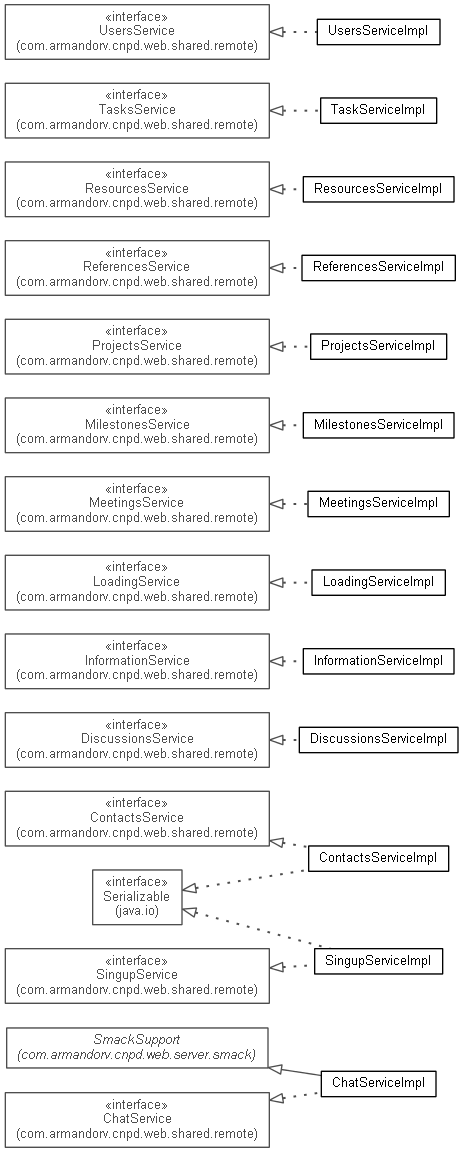 «interface»
UsersService
(com.armandorv.cnpd.web.shared.remote)
UsersServiceImpl
«interface»
TasksService
(com.armandorv.cnpd.web.shared.remote)
TaskServiceImpl
«interface»
ResourcesService
(com.armandorv.cnpd.web.shared.remote)
ResourcesServiceImpl
«interface»
ReferencesService
(com.armandorv.cnpd.web.shared.remote)
ReferencesServiceImpl
«interface»
ProjectsService
(com.armandorv.cnpd.web.shared.remote)
ProjectsServiceImpl
«interface»
MilestonesService
(com.armandorv.cnpd.web.shared.remote)
MilestonesServiceImpl
«interface»
MeetingsService
(com.armandorv.cnpd.web.shared.remote)
MeetingsServiceImpl
«interface»
LoadingService
(com.armandorv.cnpd.web.shared.remote)
LoadingServiceImpl
«interface»
InformationService
(com.armandorv.cnpd.web.shared.remote)
InformationServiceImpl
«interface»
DiscussionsService
(com.armandorv.cnpd.web.shared.remote)
DiscussionsServiceImpl
«interface»
ContactsService
(com.armandorv.cnpd.web.shared.remote)
ContactsServiceImpl
«interface»
Serializable
(java.io)
«interface»
SingupService
(com.armandorv.cnpd.web.shared.remote)
SingupServiceImpl
SmackSupport
(com.armandorv.cnpd.web.server.smack)
ChatServiceImpl
«interface»
ChatService
(com.armandorv.cnpd.web.shared.remote)